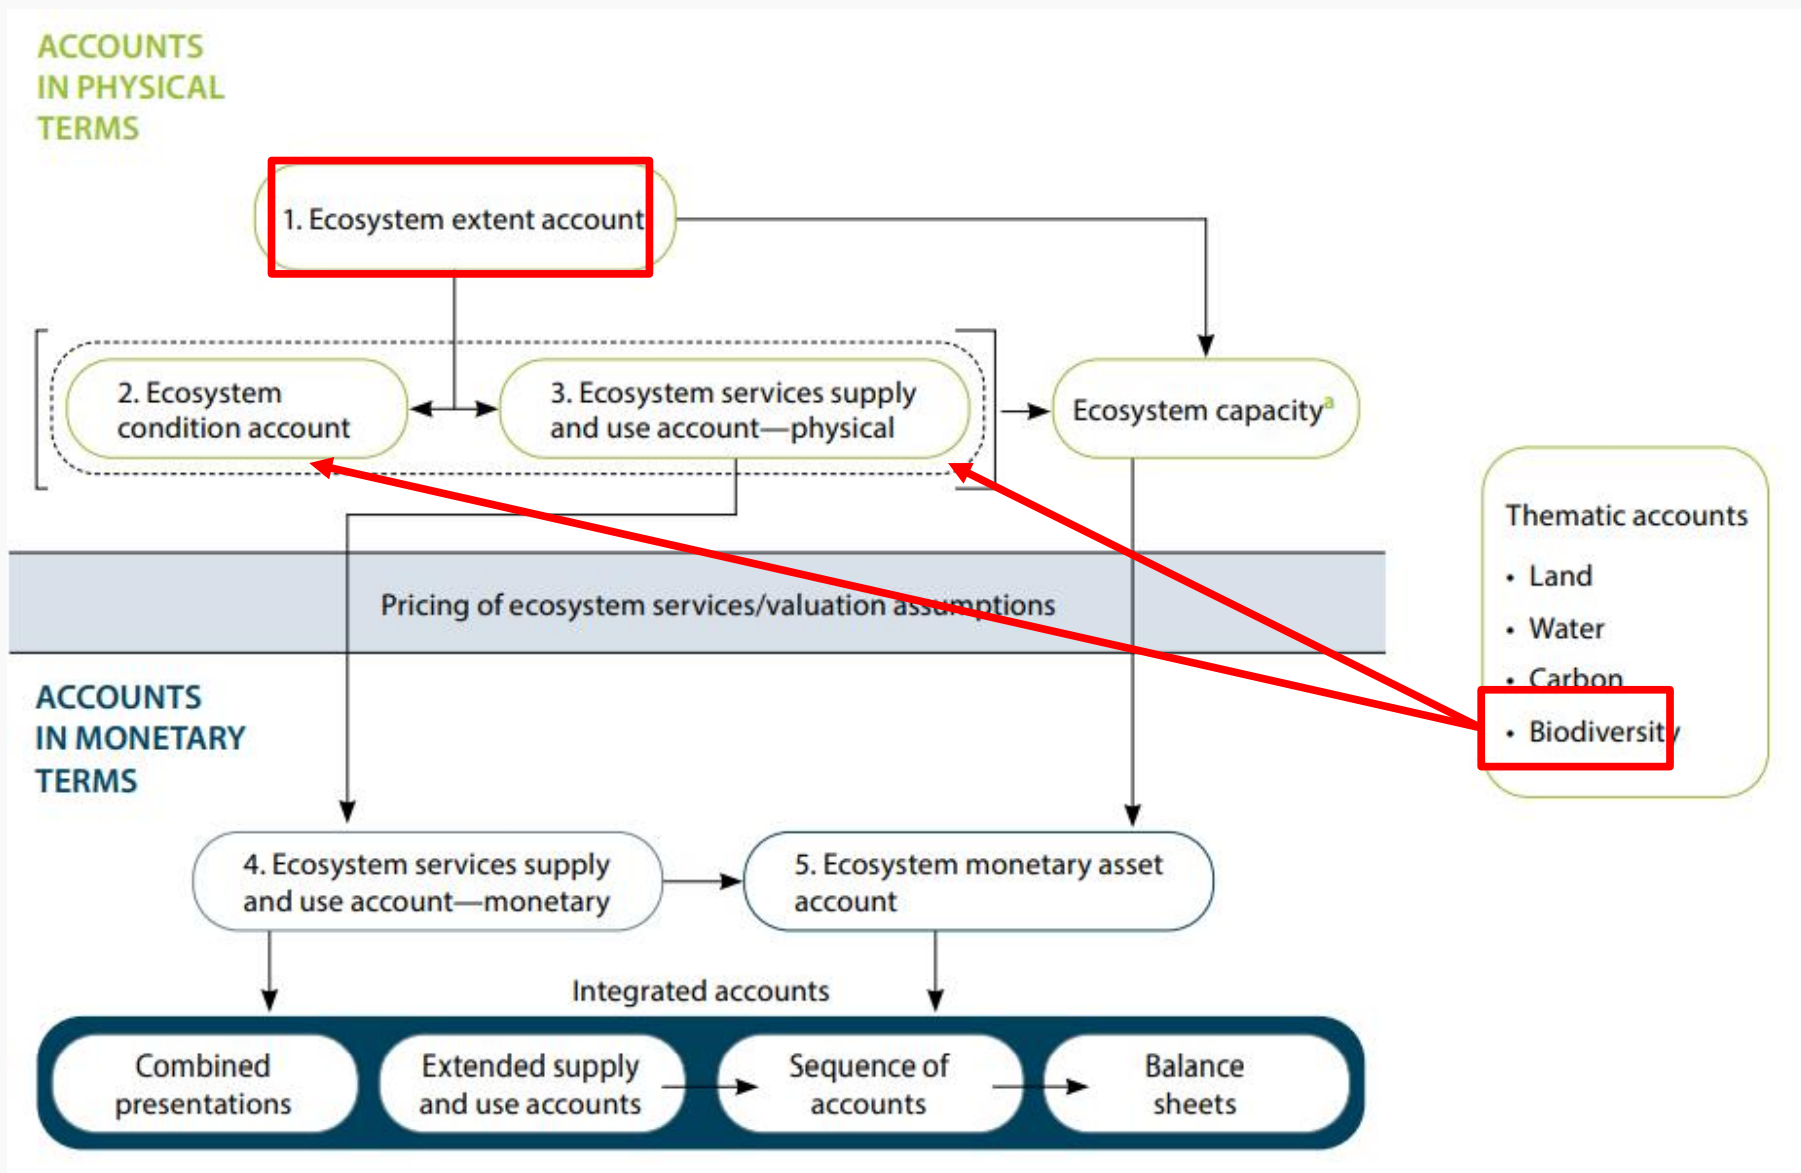 ACCOUNTS
IN PHYSICAL
TERMS
1. Ecosystem extent account
2. Ecosystem
condition account
3. Ecosystem services supply
and use account—physical
Ecosystem capacityᵃ
Thematic accounts
• Land
• Water
• Carbon
• Biodiversity
Pricing of ecosystem services/valuation assumptions
ACCOUNTS
IN MONETARY
TERMS
4. Ecosystem services supply
and use account—monetary
5. Ecosystem monetary asset
account
Integrated accounts
Combined
presentations
Extended supply
and use accounts
Sequence of
accounts
Balance
sheets